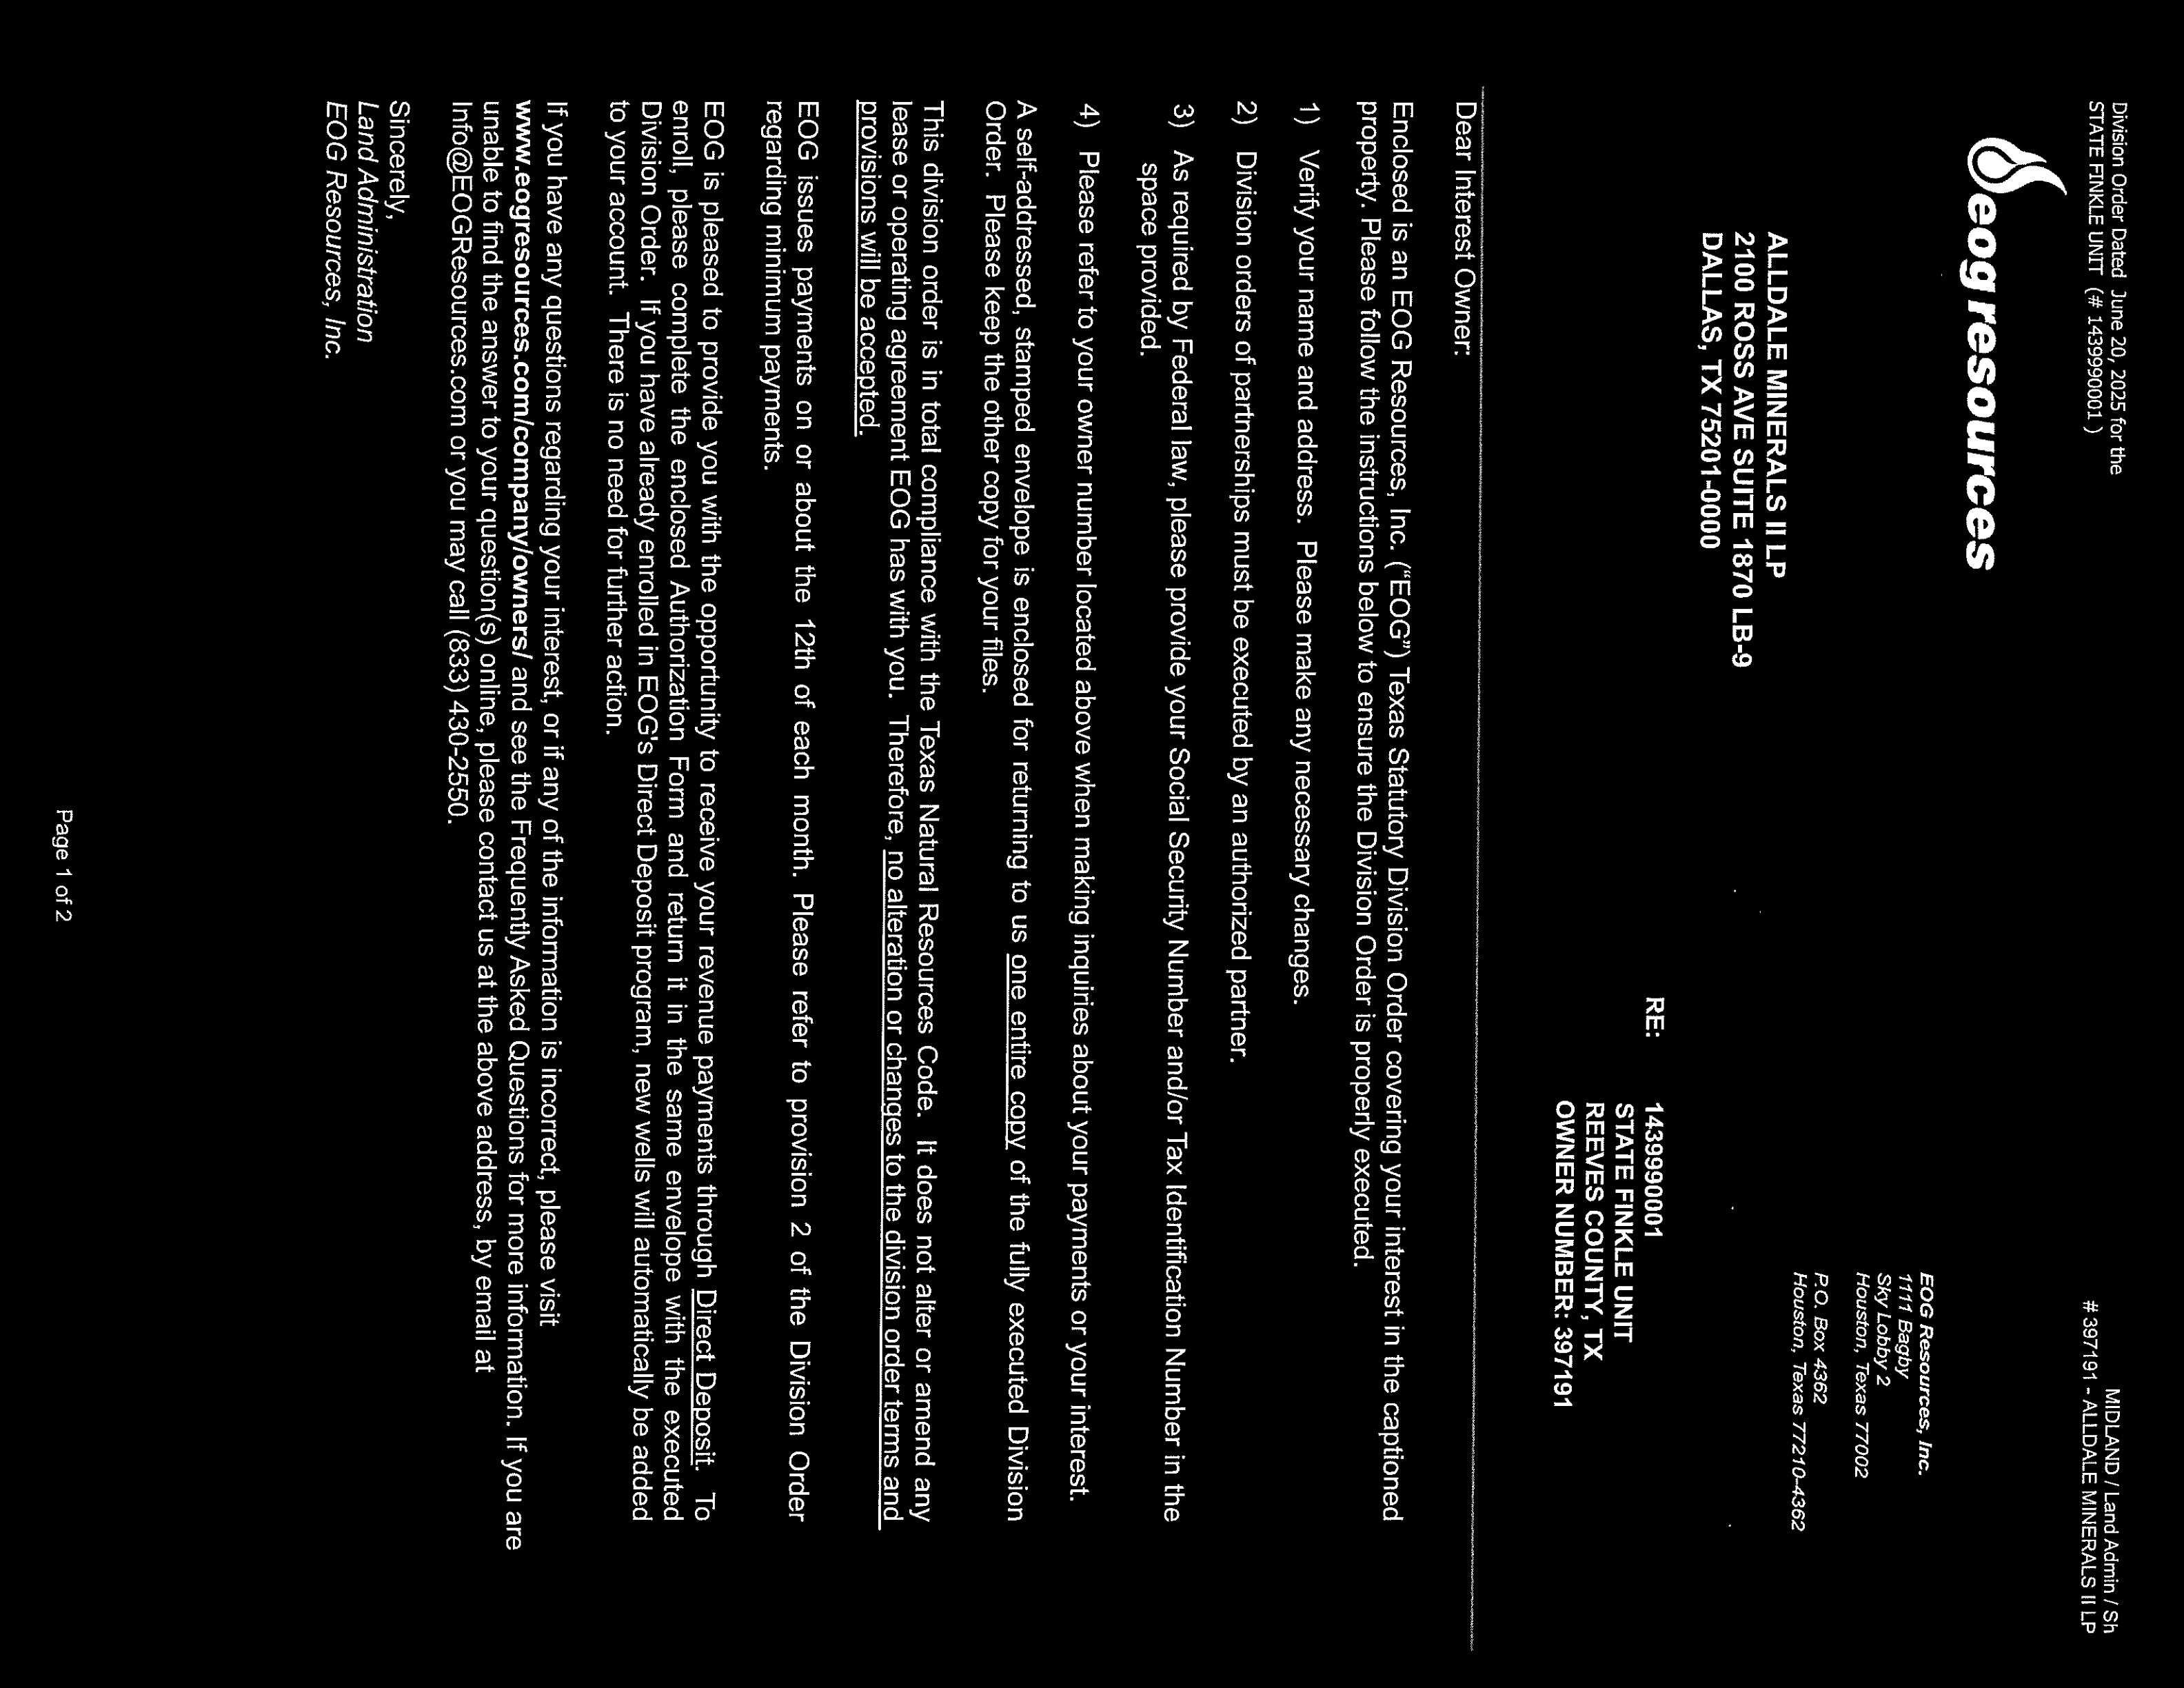 Division Order Dated June 20, 2025 for the
STATE FINKLE UNIT (# 1439990001 )
MIDLAND / Land Admin / Sh
# 397191 - ALLDALE MINERALS II LP
eog resources
EOG Resources, Inc.
1111 Bagby
Sky Lobby 2
Houston, Texas 77002
P.O. Box 4362
Houston, Texas 77210-4362
ALLDALE MINERALS II LP
2100 ROSS AVE SUITE 1870 LB-9
DALLAS, TX 75201-0000
RE: 1439990001
STATE FINKLE UNIT
REEVES COUNTY, TX
OWNER NUMBER: 397191
Dear Interest Owner:
Enclosed is an EOG Resources, Inc. (“EOG”) Texas Statutory Division Order covering your interest in the captioned
property. Please follow the instructions below to ensure the Division Order is properly executed.
1) Verify your name and address. Please make any necessary changes.
2) Division orders of partnerships must be executed by an authorized partner.
3) As required by Federal law, please provide your Social Security Number and/or Tax Identification Number in the
space provided.
4) Please refer to your owner number located above when making inquiries about your payments or your interest.
A self-addressed, stamped envelope is enclosed for returning to us one entire copy of the fully executed Division
Order. Please keep the other copy for your files.
This division order is in total compliance with the Texas Natural Resources Code. It does not alter or amend any
lease or operating agreement EOG has with you. Therefore, no alteration or changes to the division order terms and
provisions will be accepted.
EOG issues payments on or about the 12th of each month. Please refer to provision 2 of the Division Order
regarding minimum payments.
EOG is pleased to provide you with the opportunity to receive your revenue payments through Direct Deposit. To
enroll, please complete the enclosed Authorization Form and return it in the same envelope with the executed
Division Order. If you have already enrolled in EOG's Direct Deposit program, new wells will automatically be added
to your account. There is no need for further action.
If you have any questions regarding your interest, or if any of the information is incorrect, please visit
www.eogresources.com/company/owners/ and see the Frequently Asked Questions for more information. If you are
unable to find the answer to your question(s) online, please contact us at the above address, by email at
Info@EOGResources.com or you may call (833) 430-2550.
Sincerely,
Land Administration
EOG Resources, Inc.
Page 1 of 2